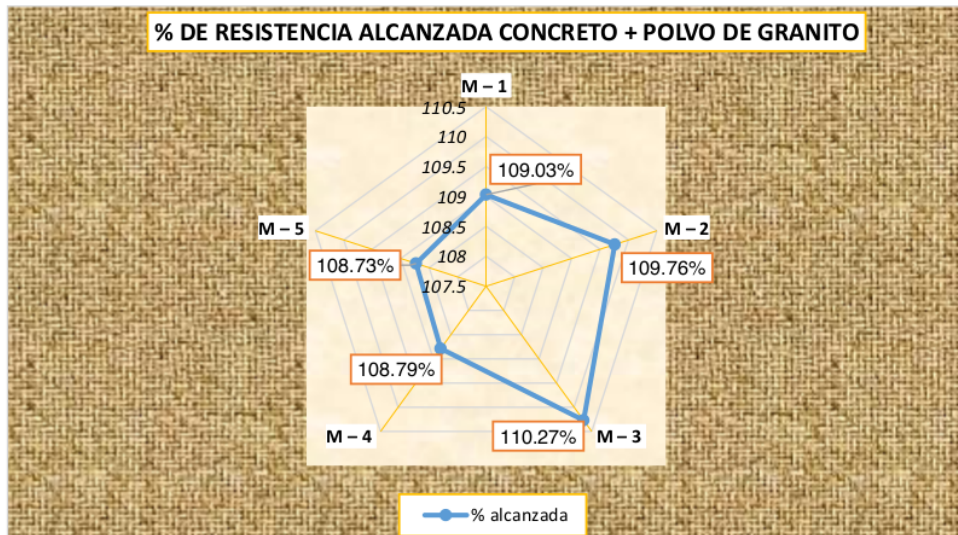 % DE RESISTENCIA ALCANZADA CONCRETO + POLVO DE GRANITO
M – 1
110.5
110
109.5
109
108.5
108
107.5
109.03%
M – 2
109.76%
M – 3
110.27%
M – 4
108.79%
M – 5
108.73%
% alcanzada